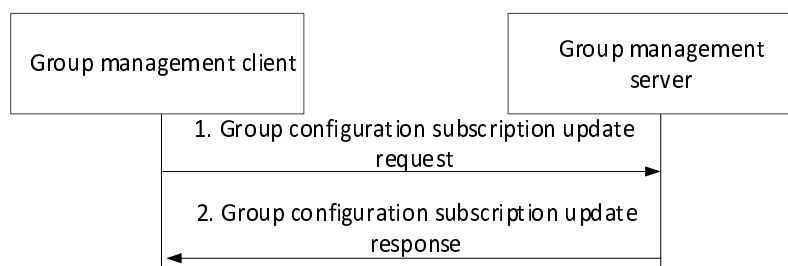 Group management client
Group management
server
1. Group configuration subscription update
request
2. Group configuration subscription update
response